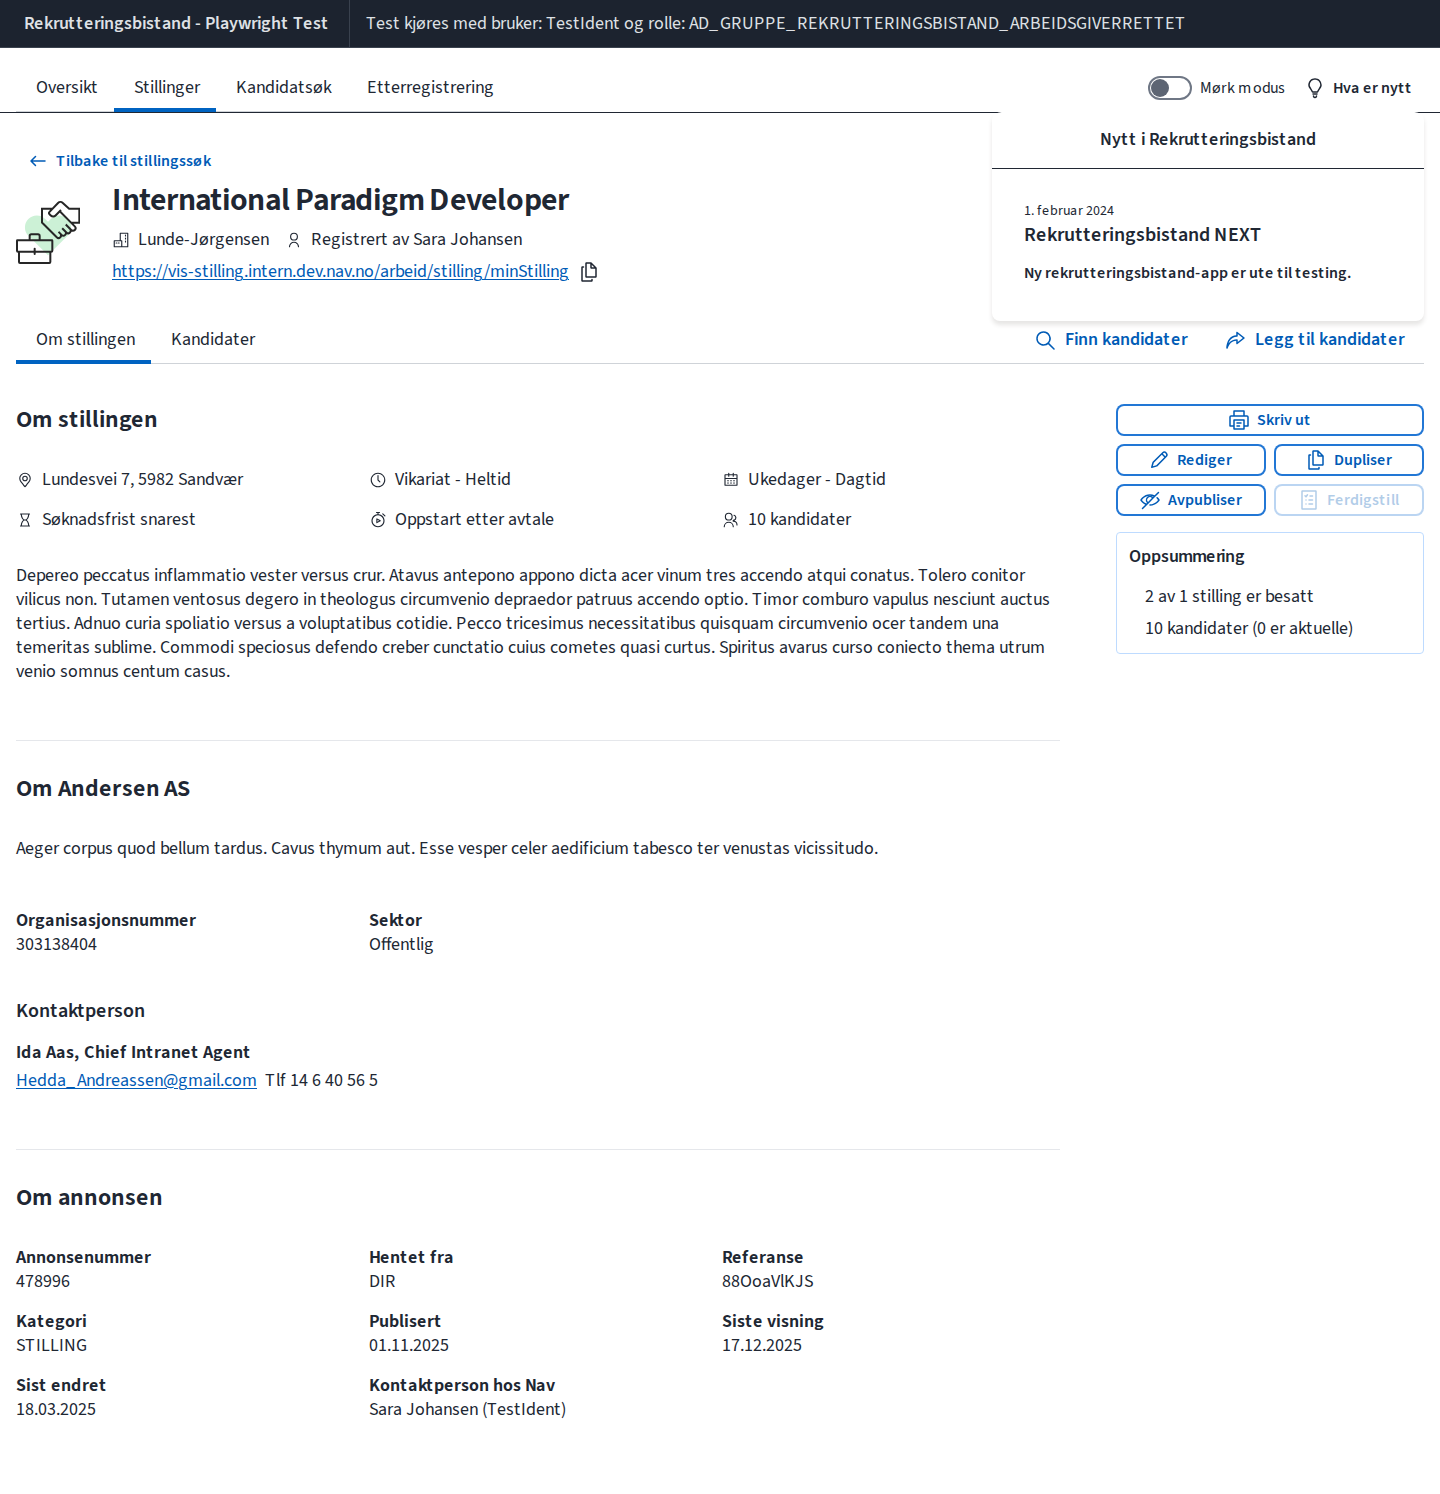 Rekrutteringsbistand - Playwright Test
Test kjøres med bruker: TestIdent og rolle: AD_GRUPPE_REKRUTTERINGSBISTAND_ARBEIDSGIVERRETTET
Oversikt
Stillinger
Kandidatsøk
Etterregistrering
Mørk modus
Hva er nytt
Nytt i Rekrutteringsbistand
1. februar 2024
Rekrutteringsbistand NEXT
Ny rekrutteringsbistand-app er ute til testing.
Tilbake til stillingssøk
International Paradigm Developer
Lunde-Jørgensen
Registrert av Sara Johansen
https://vis-stilling.intern.dev.nav.no/arbeid/stilling/minStilling
Om stillingen
Kandidater
Finn kandidater
Legg til kandidater
Om stillingen
Lundesvei 7, 5982 Sandvær
Vikariat - Heltid
Ukedager - Dagtid
Søknadsfrist snarest
Oppstart etter avtale
10 kandidater
Depereo peccatus inflammatio vester versus crur. Atavus antepono appono dicta acer vinum tres accendo atqui conatus. Tolero conitor
vilicus non. Tutamen ventosus degero in theologus circumvenio depraedor patruus accendo optio. Timor comburo vapulus nesciunt auctus
tertius. Adnuo curia spoliatio versus a voluptatibus cotidie. Pecco tricesimus necessitatibus quisquam circumvenio ocer tandem una
temeritas sublime. Commodi speciosus defendo creber cunctatio cuius cometes quasi curtus. Spiritus avarus curso coniecto thema utrum
venio somnus centum casus.
Skriv ut
Rediger
Dupliser
Avpubliser
Ferdigstill
Oppsummering
2 av 1 stilling er besatt
10 kandidater (0 er aktuelle)
Om Andersen AS
Aeger corpus quod bellum tardus. Cavus thymum aut. Esse vesper celer aedificium tabesco ter venustas vicissitudo.
Organisasjonsnummer
303138404
Sektor
Offentlig
Kontaktperson
Ida Aas, Chief Intranet Agent
Hedda_Andreassen@gmail.com Tlf 14 6 40 56 5
Om annonsen
Annonsenummer
478996
Hentet fra
DIR
Referanse
88OoaVlKJS
Kategori
STILLING
Publisert
01.11.2025
Siste visning
17.12.2025
Sist endret
18.03.2025
Kontaktperson hos Nav
Sara Johansen (TestIdent)